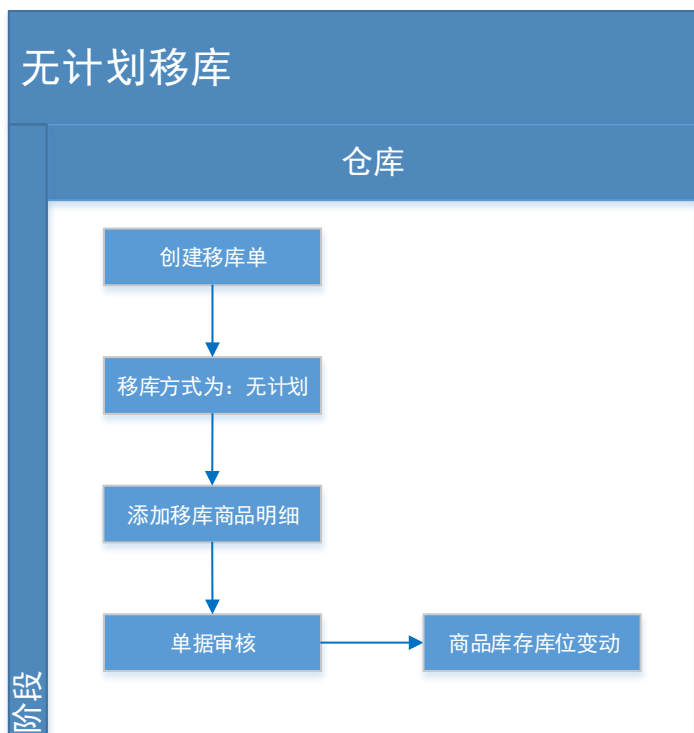 无计划移库
仓库
创建移库单
移库方式为：无计划
添加移库商品明细
单据审核
商品库存库位变动
阶段